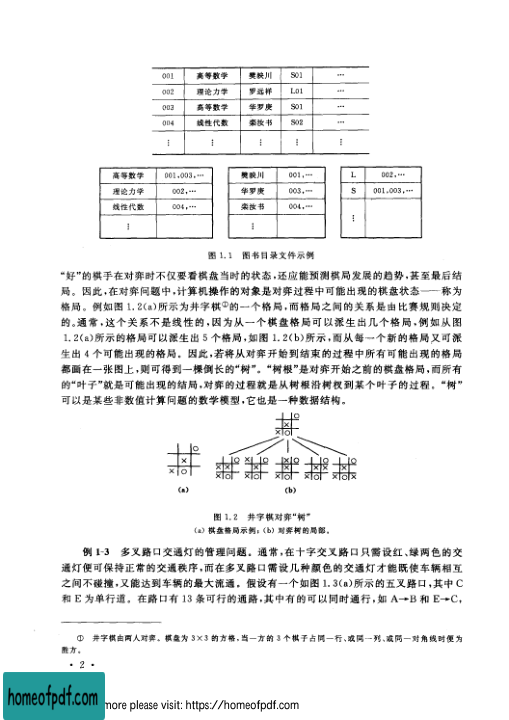 001 高等数学 樊映川 S01 …
002 理论力学 罗远祥 L01 …
003 高等数学 华罗庚 S01 …
004 线性代数 栾汝书 S02 …
⋮ ⋮ ⋮ ⋮ ⋮
高等数学 001,003,…
理论力学 002,…
线性代数 004,…
⋮
樊映川 001,…
华罗庚 003,…
栾汝书 004,…
⋮
L 002,…
S 001,003,…
⋮
图 1.1 图书目录文件示例
“好”的棋手在对弈时不仅要看棋盘当时的状态,还应能预测棋局发展的趋势,甚至最后结
局。因此,在对弈问题中,计算机操作的对象是对弈过程中可能出现的棋盘状态——称为
格局。例如图 1.2(a)所示为井字棋①的一个格局,而格局之间的关系是由比赛规则决定
的。通常,这个关系不是线性的,因为从一个棋盘格局可以派生出几个格局,例如从图
1.2(a)所示的格局可以派生出 5 个格局,如图 1.2(b)所示,而从每一个新的格局又可派
生出 4 个可能出现的格局。因此,若将从对弈开始到结束的过程中所有可能出现的格局
都画在一张图上,则可得到一棵倒长的“树”。“树根”是对弈开始之前的棋盘格局,而所有
的“叶子”就是可能出现的结局,对弈的过程就是从树根沿树杈到某个叶子的过程。“树”
可以是某些非数值计算问题的数学模型,它也是一种数据结构。
(a) (b)
图 1.2 井字棋对弈“树”
(a) 棋盘格局示例; (b) 对弈树的局部。
例 1-3 多叉路口交通灯的管理问题。通常,在十字交叉路口只需设红、绿两色的交
通灯便可保持正常的交通秩序,而在多叉路口需设几种颜色的交通灯才能既使车辆相互
之间不碰撞,又能达到车辆的最大流通。假设有一个如图 1.3(a)所示的五叉路口,其中 C
和 E 为单行道。在路口有 13 条可行的通路,其中有的可以同时通行,如 A→B 和 E→C,
① 井字棋由两人对弈。棋盘为 3×3 的方格,当一方的 3 个棋子占同一行、或同一列、或同一对角线时便为
胜方。
· 2 ·
homeofpdf.com
more please visit: https://homeofpdf.com